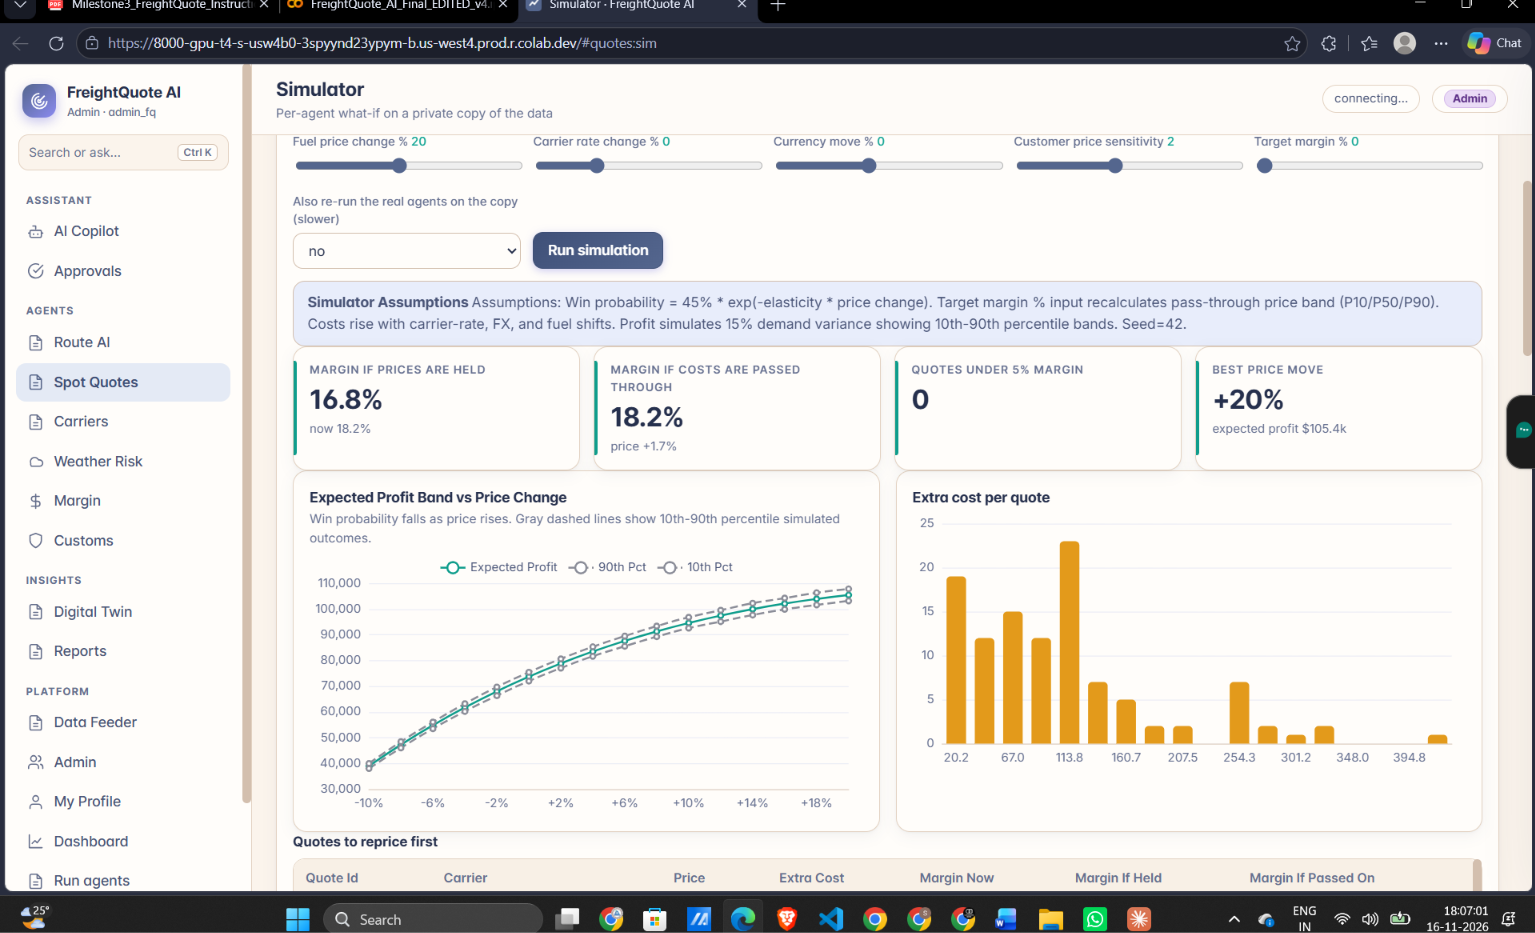 Milestone3_FreightQuote_Instructi
FreightQuote_AI_Final_EDITED_v4.i
Simulator · FreightQuote AI
https://8000-gpu-t4-s-usw4b0-3spyynd23ypym-b.us-west4.prod.r.colab.dev/#quotes:sim
Chat
FreightQuote AI
Admin · admin_fq
Search or ask...
Ctrl K
ASSISTANT
AI Copilot
Approvals
AGENTS
Route AI
Spot Quotes
Carriers
Weather Risk
Margin
Customs
INSIGHTS
Digital Twin
Reports
PLATFORM
Data Feeder
Admin
My Profile
Dashboard
Run agents
Simulator
Per-agent what-if on a private copy of the data
connecting...
Admin
Fuel price change % 20
Carrier rate change % 0
Currency move % 0
Customer price sensitivity 2
Target margin % 0
Also re-run the real agents on the copy
(slower)
no
Run simulation
Simulator Assumptions Assumptions: Win probability = 45% * exp(-elasticity * price change). Target margin % input recalculates pass-through price band (P10/P50/P90).
Costs rise with carrier-rate, FX, and fuel shifts. Profit simulates 15% demand variance showing 10th-90th percentile bands. Seed=42.
MARGIN IF PRICES ARE HELD
16.8%
now 18.2%
MARGIN IF COSTS ARE PASSED
THROUGH
18.2%
price +1.7%
QUOTES UNDER 5% MARGIN
0
BEST PRICE MOVE
+20%
expected profit $105.4k
Expected Profit Band vs Price Change
Win probability falls as price rises. Gray dashed lines show 10th-90th percentile simulated
outcomes.
Expected Profit
90th Pct
10th Pct
110,000
100,000
90,000
80,000
70,000
60,000
50,000
40,000
30,000
-10%
-6%
-2%
+2%
+6%
+10%
+14%
+18%
Extra cost per quote
25
20
15
10
5
0
20.2
67.0
113.8
160.7
207.5
254.3
301.2
348.0
394.8
Quotes to reprice first
Quote Id
Carrier
Price
Extra Cost
Margin Now
Margin If Held
Margin If Passed On
25°
Search
ENG
IN
18:07:01
16-11-2026